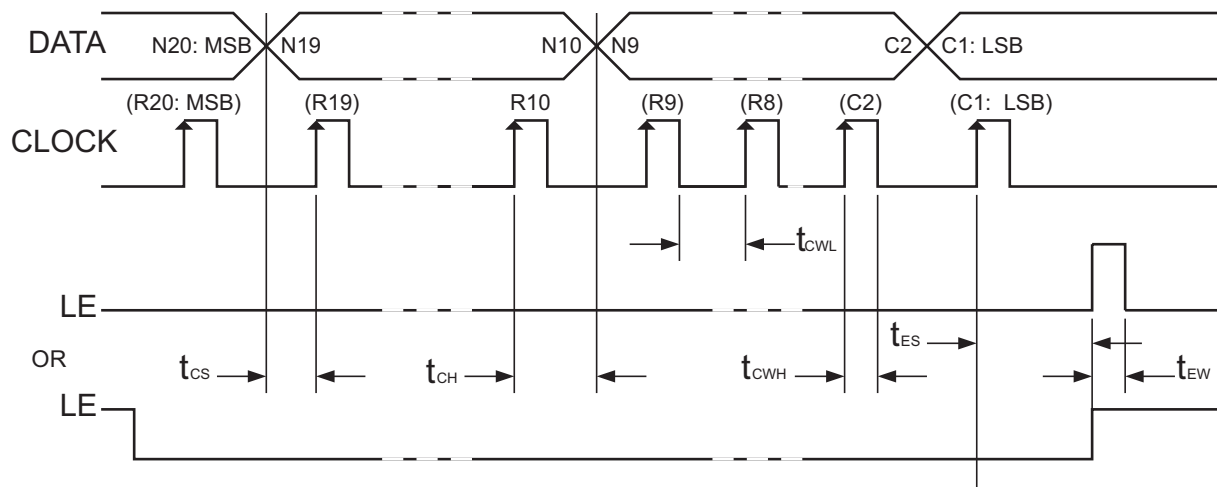 DATA N20: MSB N19 N10 N9 C2 C1: LSB
(R20: MSB) (R19) R10 (R9) (R8) (C2) (C1: LSB)
CLOCK
tCWL
LE
tES
OR
tCS tCH tCWH tEW
LE